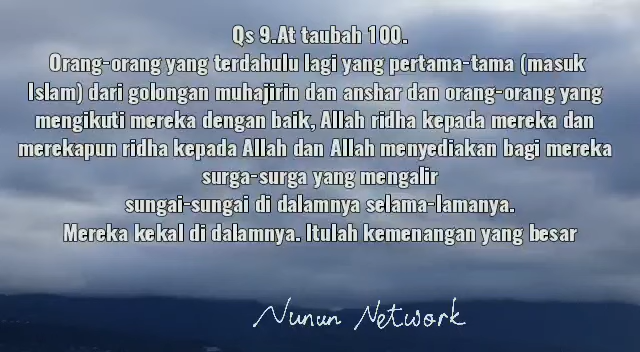 Qs 9.At taubah 100.
Orang-orang yang terdahulu lagi yang pertama-tama (masuk
Islam) dari golongan muhajirin dan anshar dan orang-orang yang
mengikuti mereka dengan baik, Allah ridha kepada mereka dan
merekapun ridha kepada Allah dan Allah menyediakan bagi mereka
surga-surga yang mengalir
sungai-sungai di dalamnya selama-lamanya.
Mereka kekal di dalamnya. Itulah kemenangan yang besar
Nunun Network